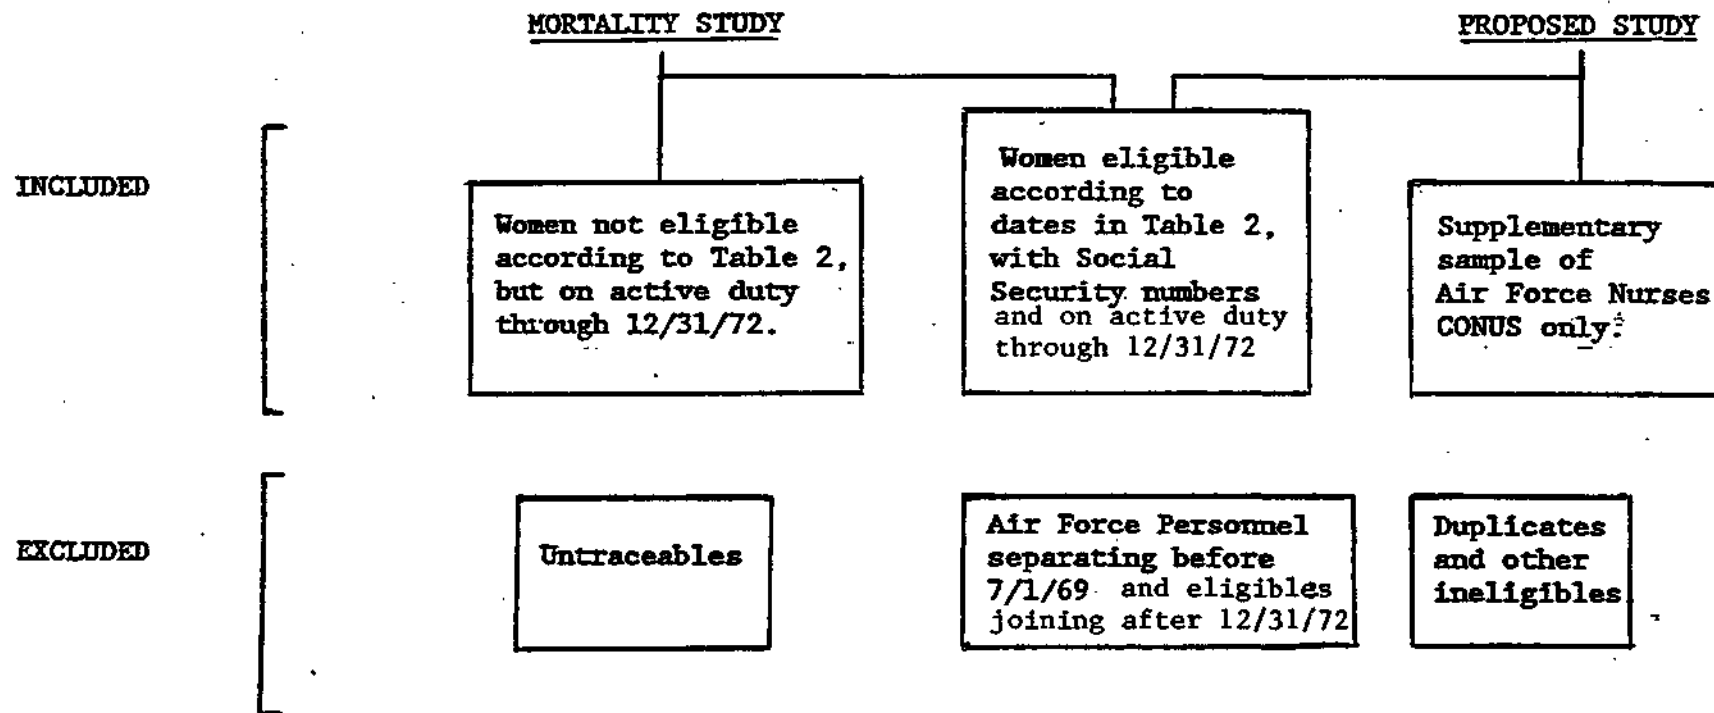 MORTALITY STUDY
PROPOSED STUDY
INCLUDED
Women not eligible
according to Table 2,
but on active duty
through 12/31/72.
Women eligible
according to
dates in Table 2,
with Social
Security numbers
and on active duty
through 12/31/72
Supplementary
sample of
Air Force Nurses
CONUS only.
EXCLUDED
Untraceables
Air Force Personnel
separating before
7/1/69 and eligibles
joining after 12/31/72
Duplicates
and other
ineligibles